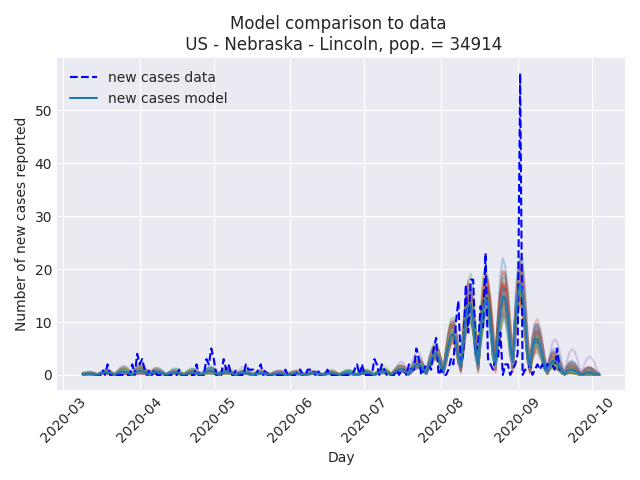 Model comparison to data
US - Nebraska - Lincoln, pop. = 34914
new cases data
new cases model
Number of new cases reported
50
40
30
20
10
0
2020-03
2020-04
2020-05
2020-06
2020-07
2020-08
2020-09
2020-10
Day